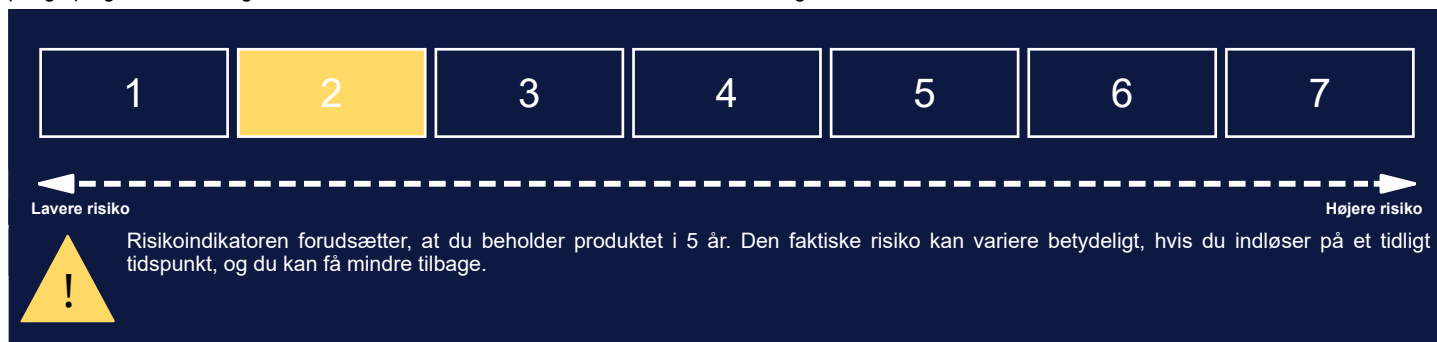 1 2 3 4 5 6 7
Lavere risiko Højere risiko
Risikoindikatoren forudsætter, at du beholder produktet i 5 år. Den faktiske risiko kan variere betydeligt, hvis du indløser på et tidligt
tidspunkt, og du kan få mindre tilbage.
!